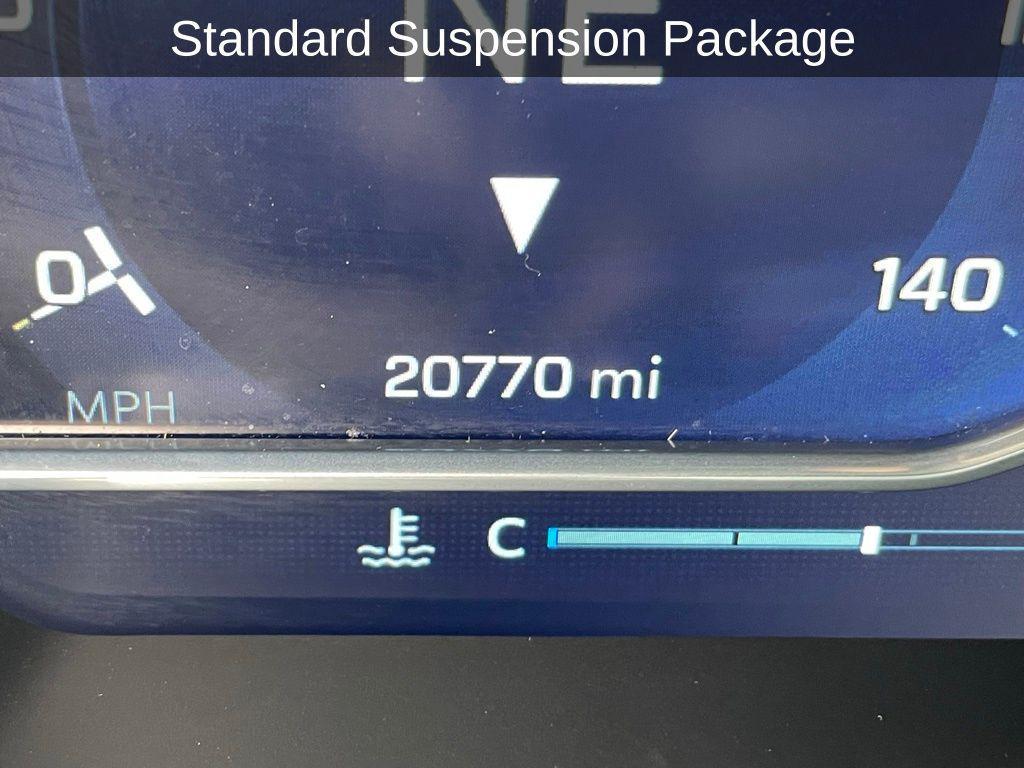 Standard Suspension Package
NE
0
140
20770 mi
MPH
C